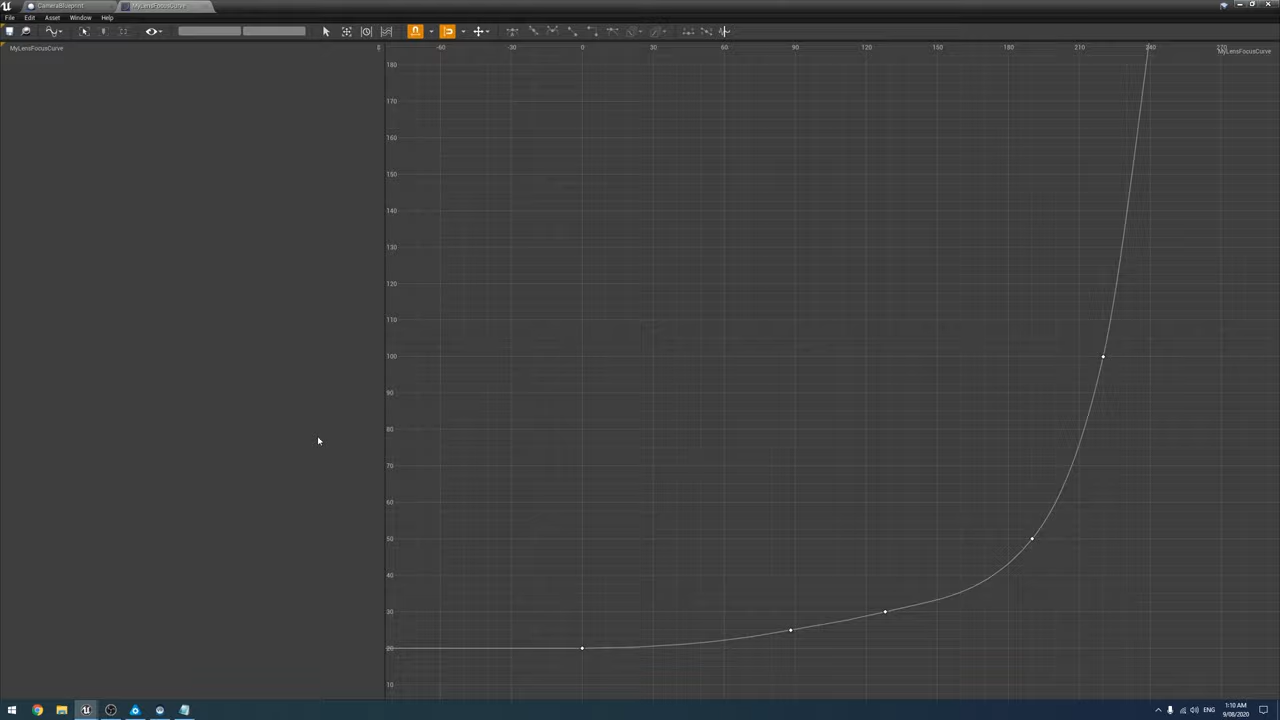 CameraBlueprint
MyLensFocusCurve
File Edit Asset Window Help
MyLensFocusCurve
-60 -30 0 30 60 90 120 150 180 210 240 270
MyLensFocusCurve
180
170
160
150
140
130
120
110
100
90
80
70
60
50
40
30
20
10
ENG
1:10 AM
9/08/2020